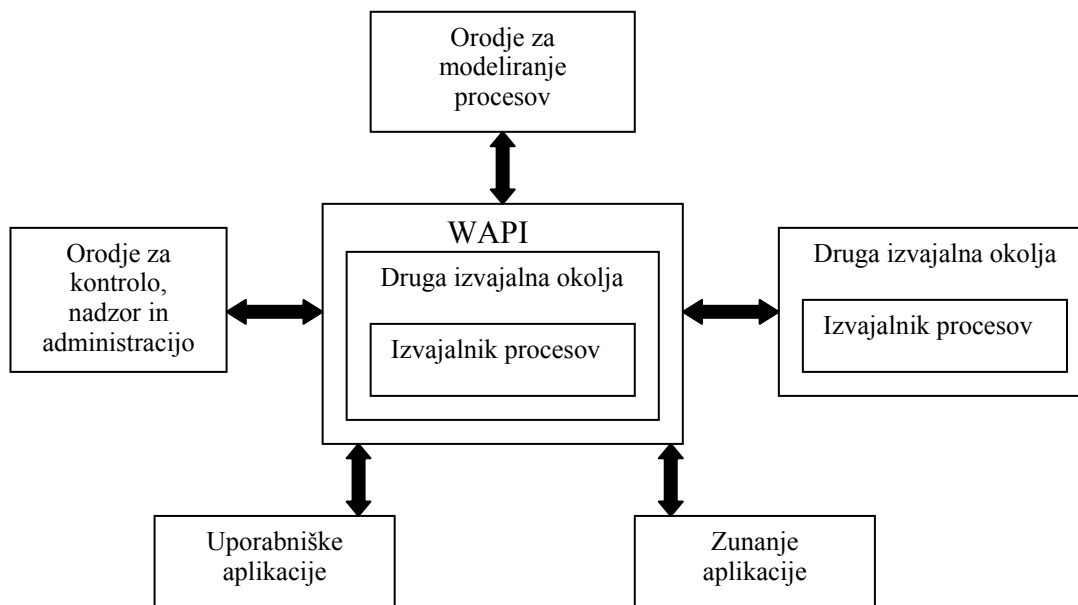 Orodje za
modeliranje
procesov
WAPI
Orodje za
kontrolo,
nadzor in
administracijo
Druga izvajalna okolja
Izvajalnik procesov
Druga izvajalna okolja
Izvajalnik procesov
Uporabniške
aplikacije
Zunanje
aplikacije